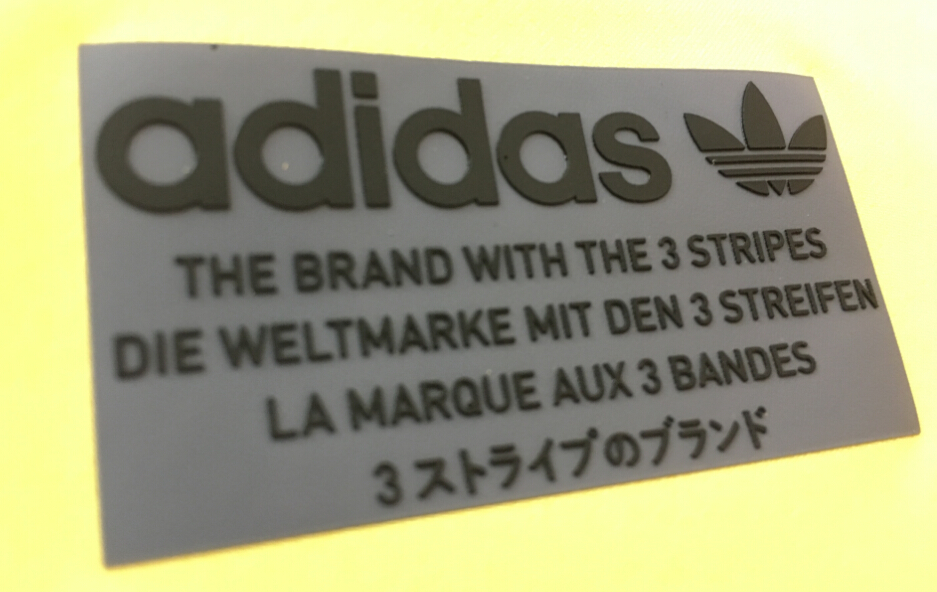 adidas
THE BRAND WITH THE 3 STRIPES
DIE WELTMARKE MIT DEN 3 STREIFEN
LA MARQUE AUX 3 BANDES
3 ストライプのブランド